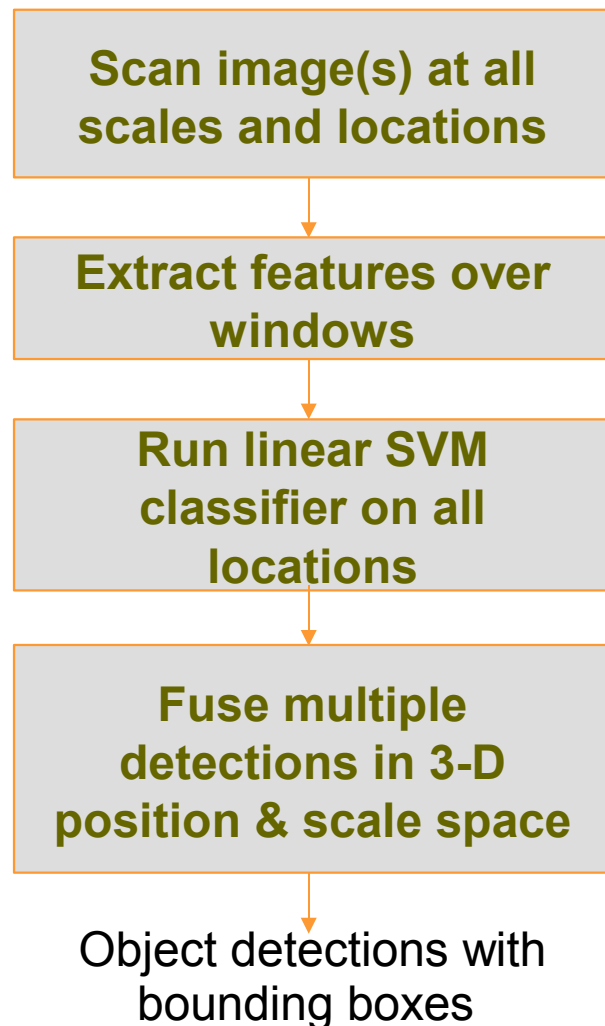 Scan image(s) at all
scales and locations
Extract features over
windows
Run linear SVM
classifier on all
locations
Fuse multiple
detections in 3-D
position & scale space
Object detections with
bounding boxes